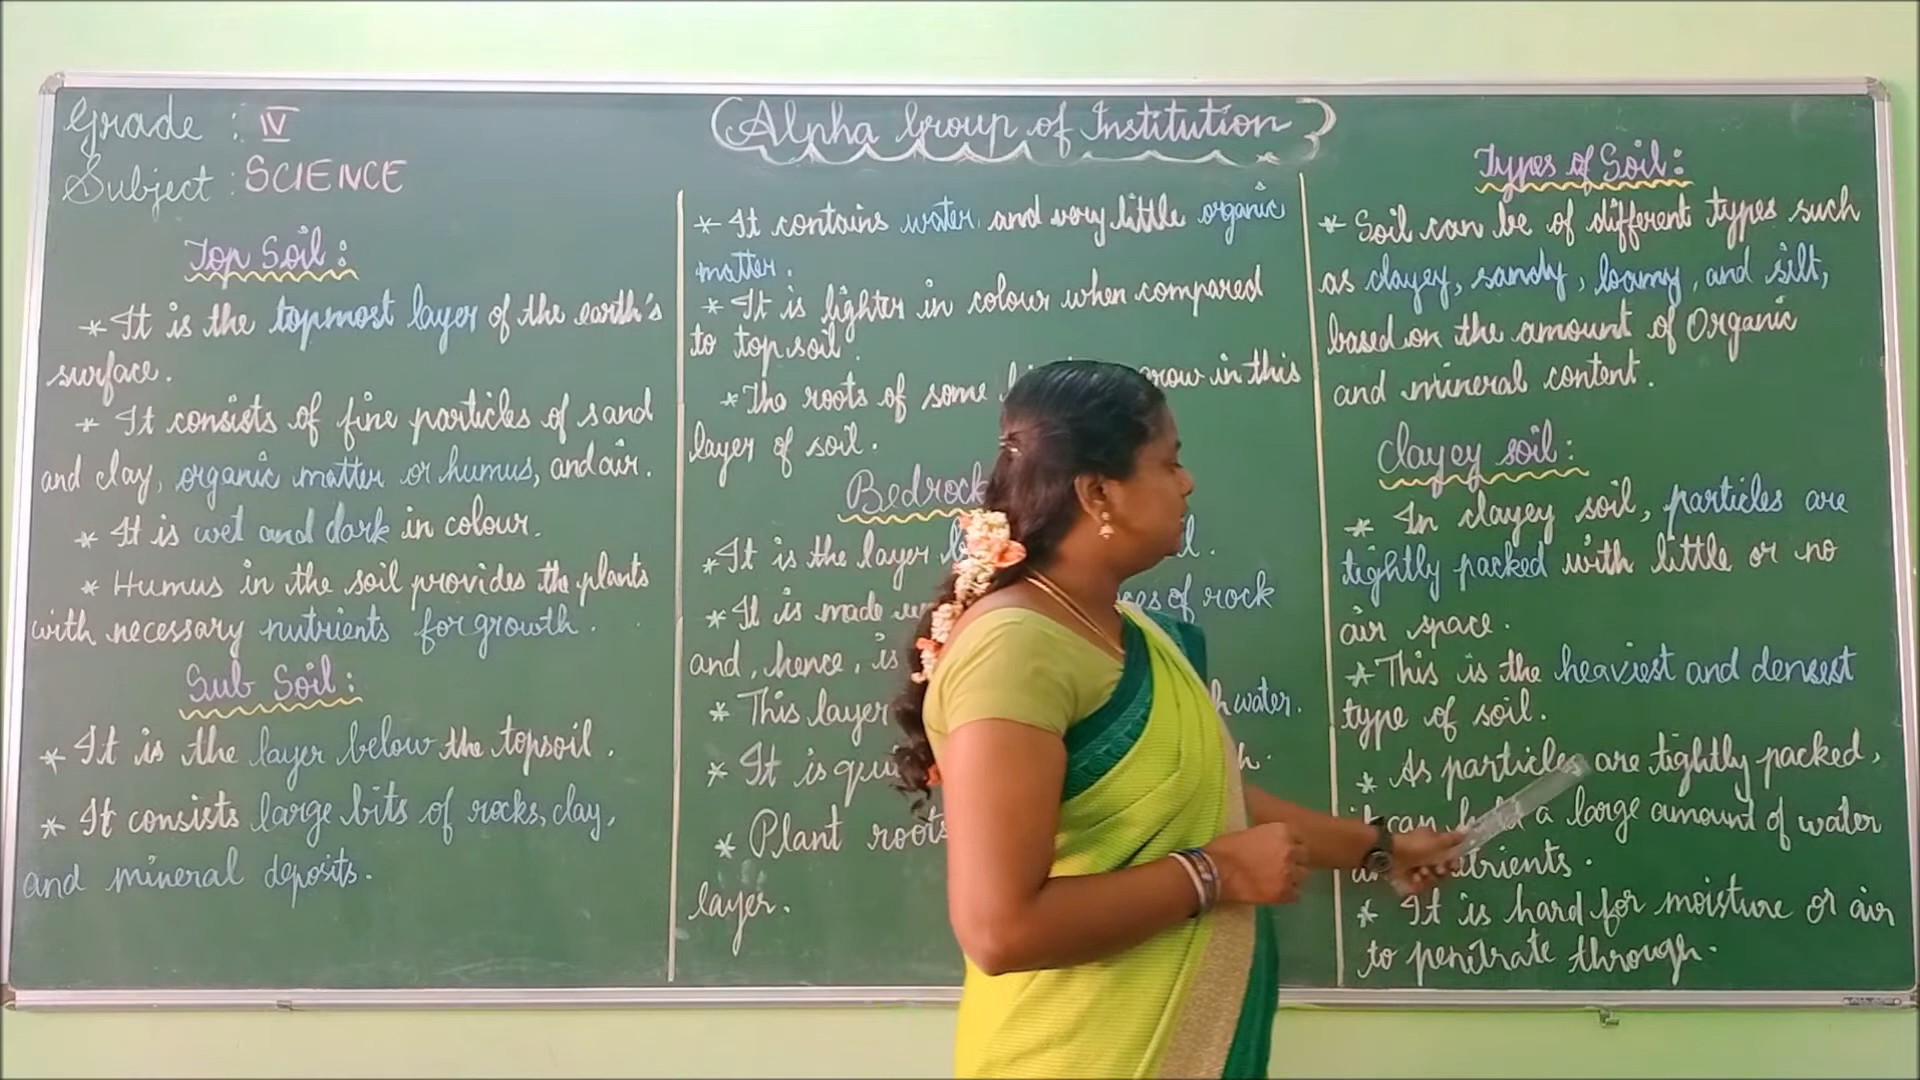 Grade : IV
Subject : SCIENCE
(Alpha Group of Institution)
Top Soil :
* It is the topmost layer of the earth's
surface.
* It consists of fine particles of sand
and clay, organic matter or humus, and air.
* It is wet and dark in colour.
* Humus in the soil provides the plants
with necessary nutrients for growth.
Sub Soil :
* It is the layer below the topsoil.
* It consists large bits of rocks, clay,
and mineral deposits.
* It contains water and very little organic
matter.
* It is lighter in colour when compared
to top soil.
* The roots of some grow in this
layer of soil.
Bedrock
* It is the layer
* It is made of rock
and, hence, is
* This layer water.
* It is
* Plant roots
layer.
Types of Soil :
* Soil can be of different types such
as clayey, sandy, loamy, and silt,
based on the amount of Organic
and mineral content.
Clayey soil :
* In clayey soil, particles are
tightly packed with little or no
air space.
* This is the heaviest and densest
type of soil.
* As particles are tightly packed,
it can hold a large amount of water
* It is hard for moisture or air
to penetrate through.